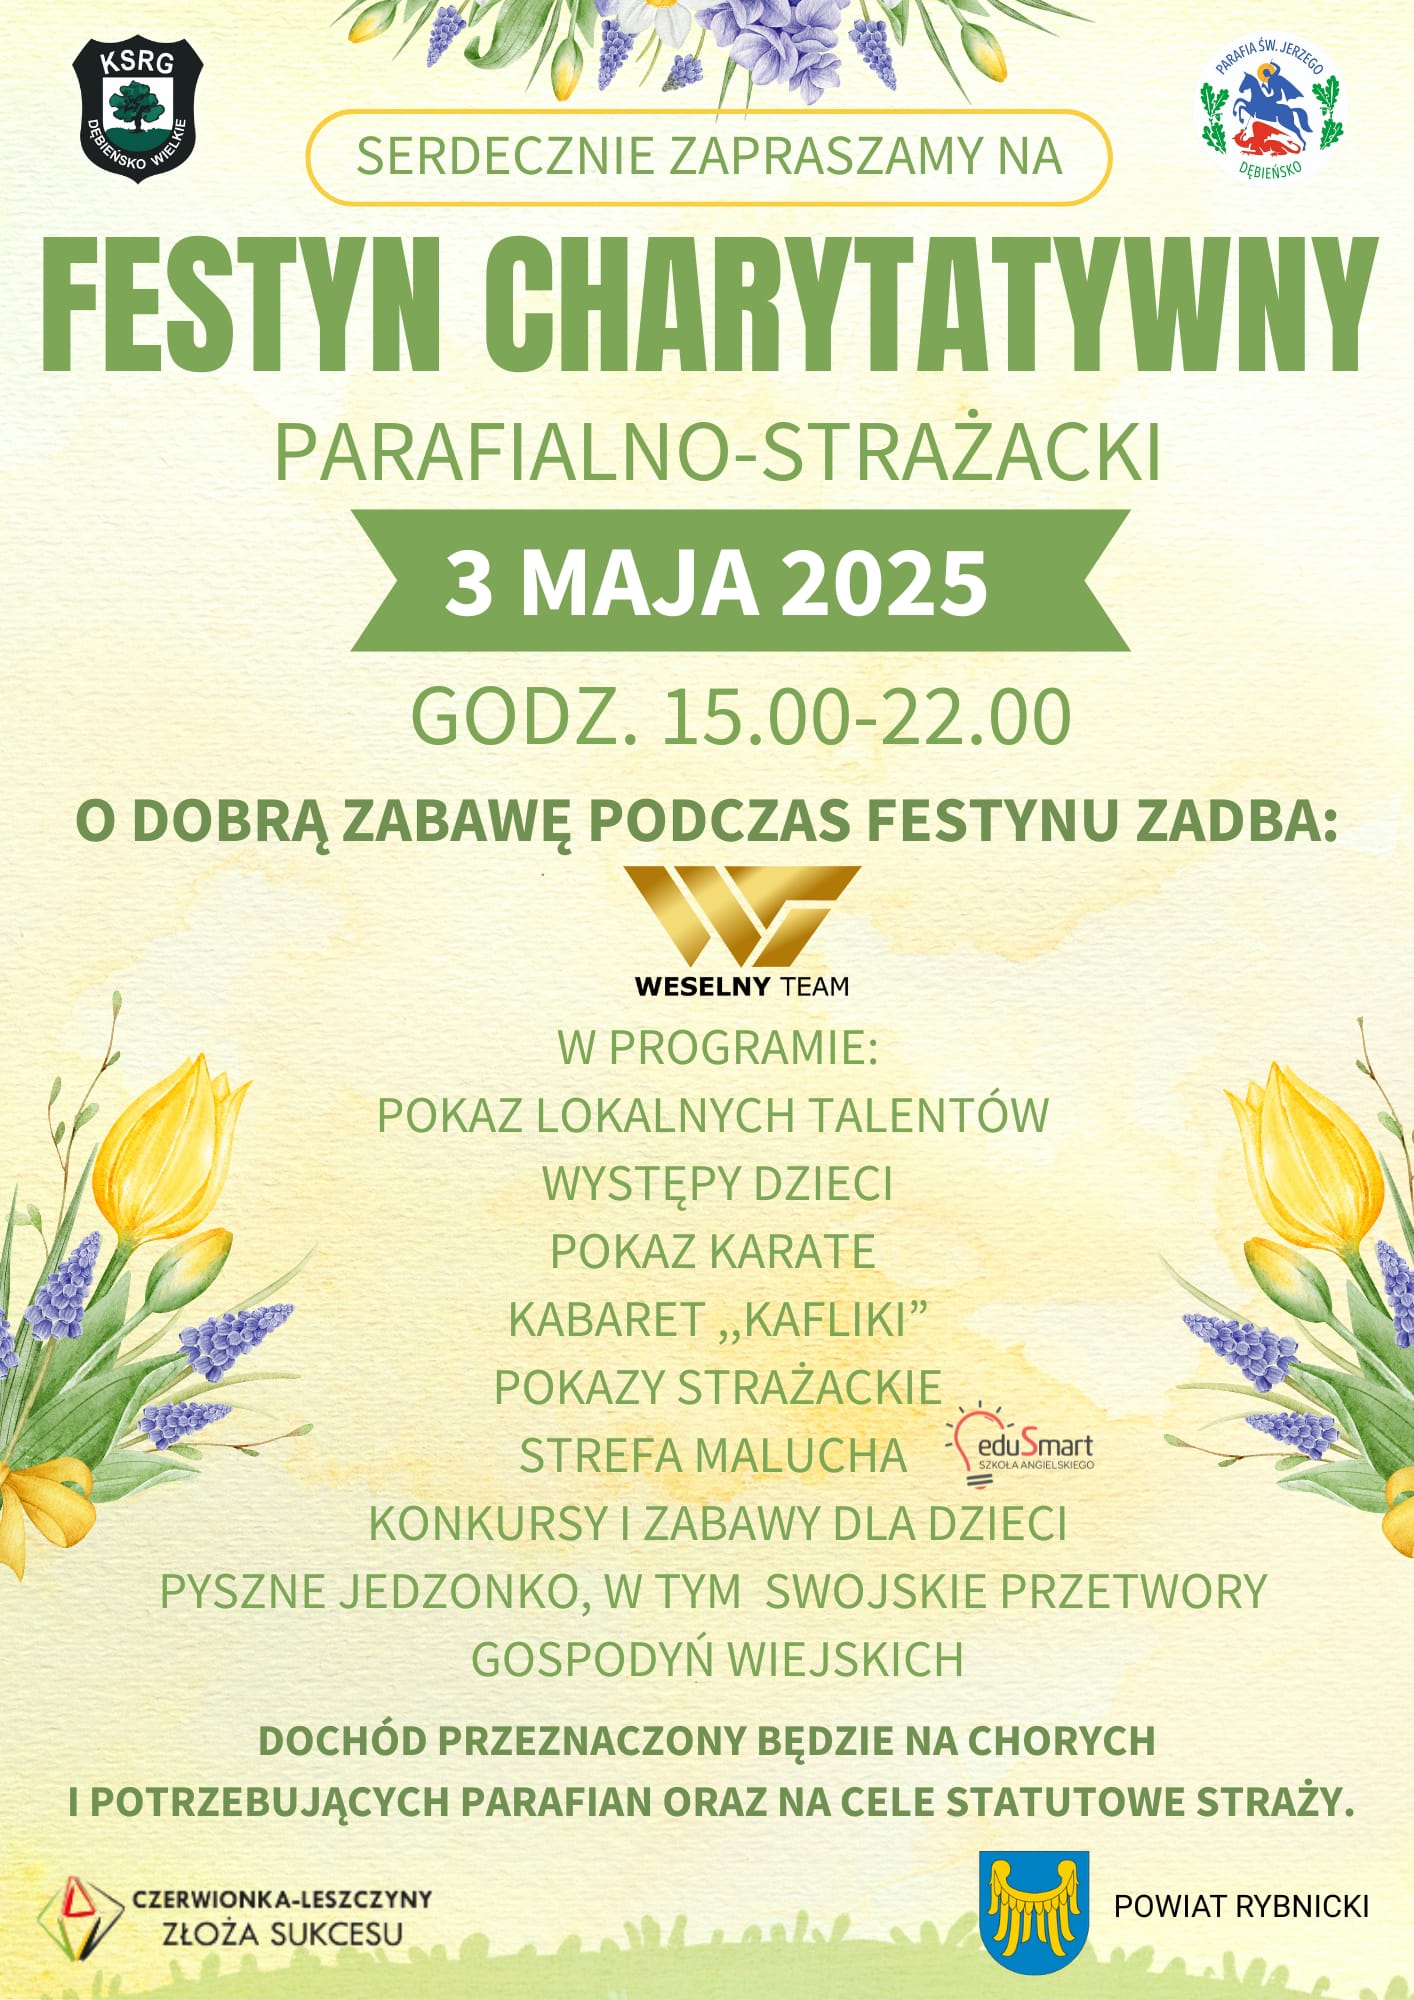 KSRG
DĘBIEŃSKO WIELKIE
PARAFIA ŚW. JERZEGO
DĘBIEŃSKO
SERDECZNIE ZAPRASZAMY NA
FESTYN CHARYTATYWNY
PARAFIALNO-STRAŻACKI
3 MAJA 2025
GODZ. 15.00-22.00
O DOBRĄ ZABAWĘ PODCZAS FESTYNU ZADBA:
WESELNY TEAM
W PROGRAMIE:
POKAZ LOKALNYCH TALENTÓW
WYSTĘPY DZIECI
POKAZ KARATE
KABARET ,,KAFLIKI”
POKAZY STRAŻACKIE
STREFA MALUCHA
eduSmart
SZKOŁA ANGIELSKIEGO
KONKURSY I ZABAWY DLA DZIECI
PYSZNE JEDZONKO, W TYM SWOJSKIE PRZETWORY
GOSPODYŃ WIEJSKICH
DOCHÓD PRZEZNACZONY BĘDZIE NA CHORYCH
I POTRZEBUJĄCYCH PARAFIAN ORAZ NA CELE STATUTOWE STRAŻY.
CZERWIONKA-LESZCZYNY
ZŁOŻA SUKCESU
POWIAT RYBNICKI